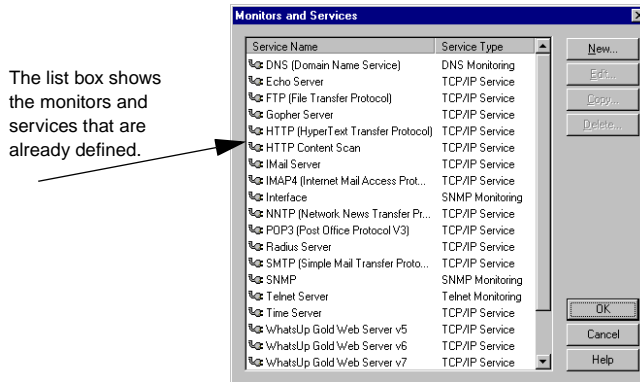 Monitors and Services
The list box shows
the monitors and
services that are
already defined.
Service Name Service Type
DNS (Domain Name Service) DNS Monitoring
Echo Server TCP/IP Service
FTP (File Transfer Protocol) TCP/IP Service
Gopher Server TCP/IP Service
HTTP (HyperText Transfer Protocol) TCP/IP Service
HTTP Content Scan TCP/IP Service
IMail Server TCP/IP Service
IMAP4 (Internet Mail Access Prot... TCP/IP Service
Interface SNMP Monitoring
NNTP (Network News Transfer Pr... TCP/IP Service
POP3 (Post Office Protocol V3) TCP/IP Service
Radius Server TCP/IP Service
SMTP (Simple Mail Transfer Proto... TCP/IP Service
SNMP SNMP Monitoring
Telnet Server Telnet Monitoring
Time Server TCP/IP Service
WhatsUp Gold Web Server v5 TCP/IP Service
WhatsUp Gold Web Server v6 TCP/IP Service
WhatsUp Gold Web Server v7 TCP/IP Service
New...
Edit...
Copy...
Delete...
OK
Cancel
Help